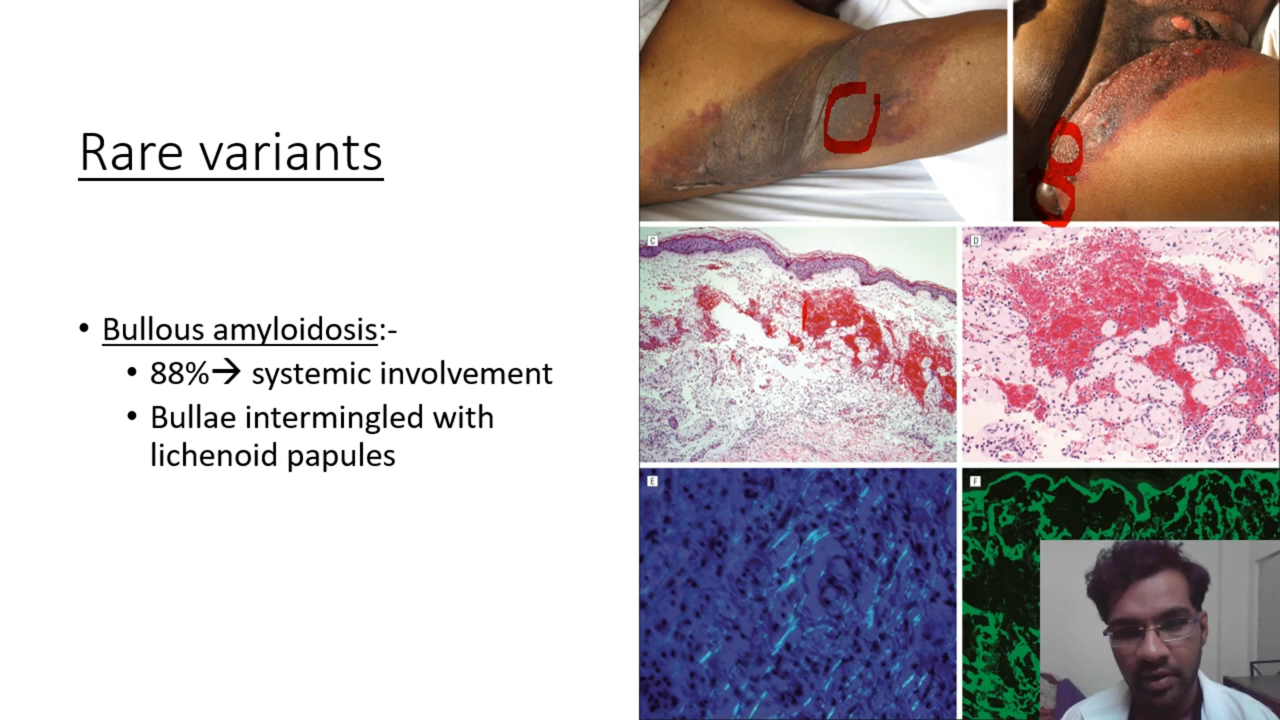 Rare variants
• Bullous amyloidosis:-
• 88%→ systemic involvement
• Bullae intermingled with
lichenoid papules
C
D
E
F